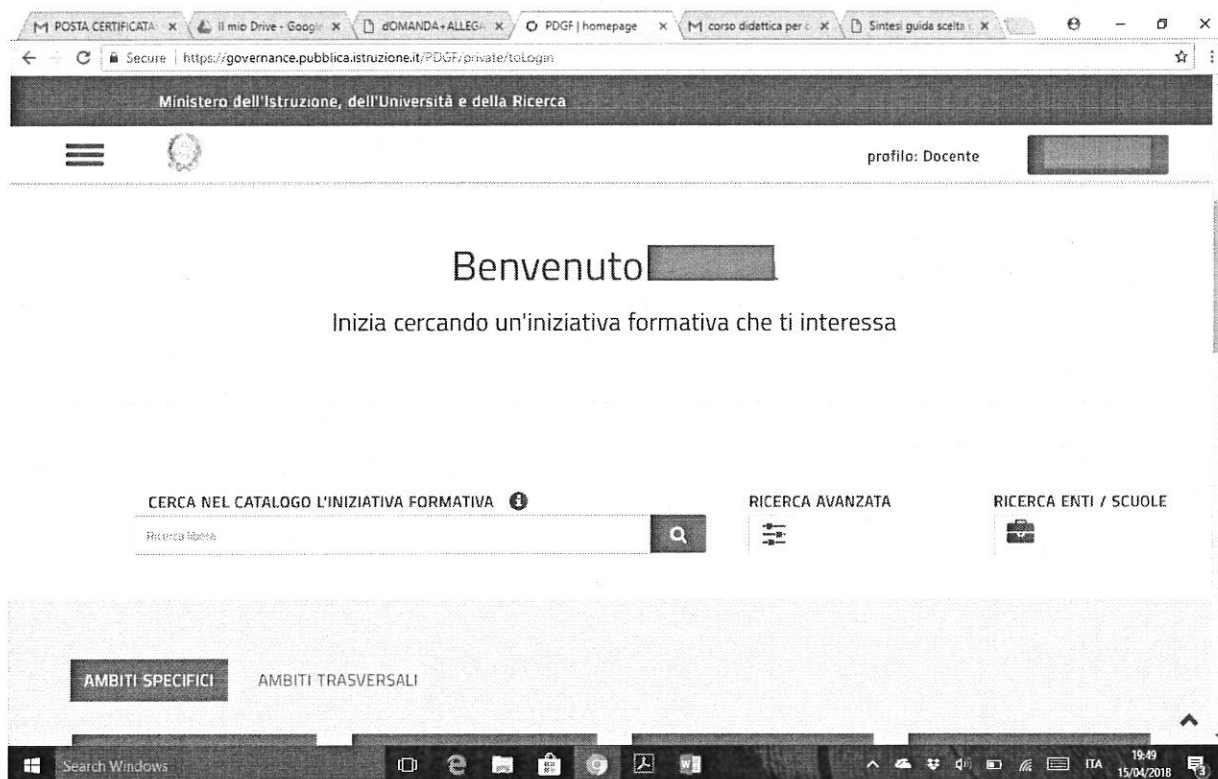 POSTA CERTIFICATA
Il mio Drive - Googl
dOMANDA+ALLEGA
PDGF | homepage
corso didattica per c
Sintesi guida scelta c
Secure | https://governance.pubblica.istruzione.it/PDGF/private/toLogin
Ministero dell'Istruzione, dell'Università e della Ricerca
profilo: Docente
Benvenuto
Inizia cercando un'iniziativa formativa che ti interessa
CERCA NEL CATALOGO L'INIZIATIVA FORMATIVA
RICERCA AVANZATA
RICERCA ENTI / SCUOLE
Ricerca libera
AMBITI SPECIFICI
AMBITI TRASVERSALI
Search Windows
ITA
19:49
15/04/2018
3